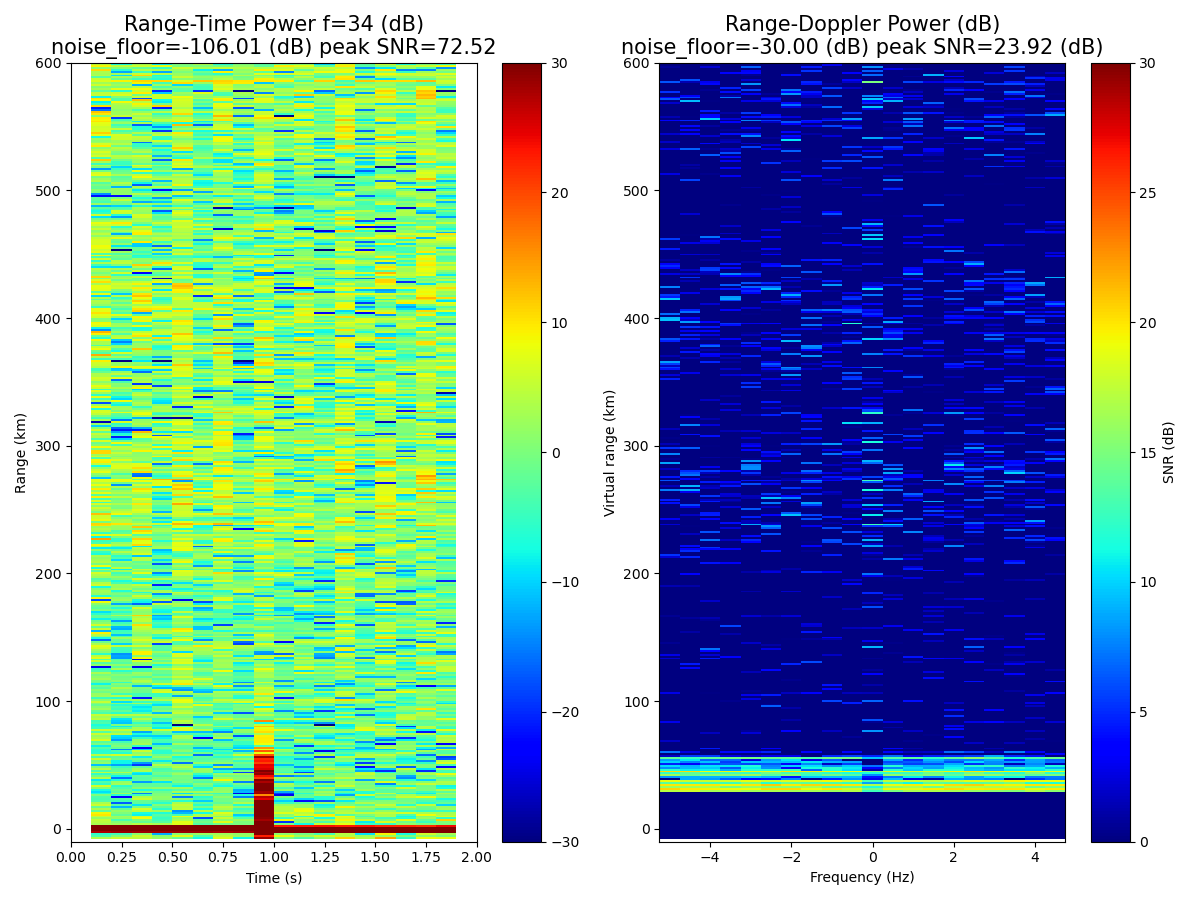 Range-Time Power f=34 (dB)
noise_floor=-106.01 (dB) peak SNR=72.52
Range-Doppler Power (dB)
noise_floor=-30.00 (dB) peak SNR=23.92 (dB)
600
500
400
300
200
100
0
Range (km)
0.00 0.25 0.50 0.75 1.00 1.25 1.50 1.75 2.00
Time (s)
30
20
10
0
−10
−20
−30
600
500
400
300
200
100
0
Virtual range (km)
−4 −2 0 2 4
Frequency (Hz)
30
25
20
15
10
5
0
SNR (dB)